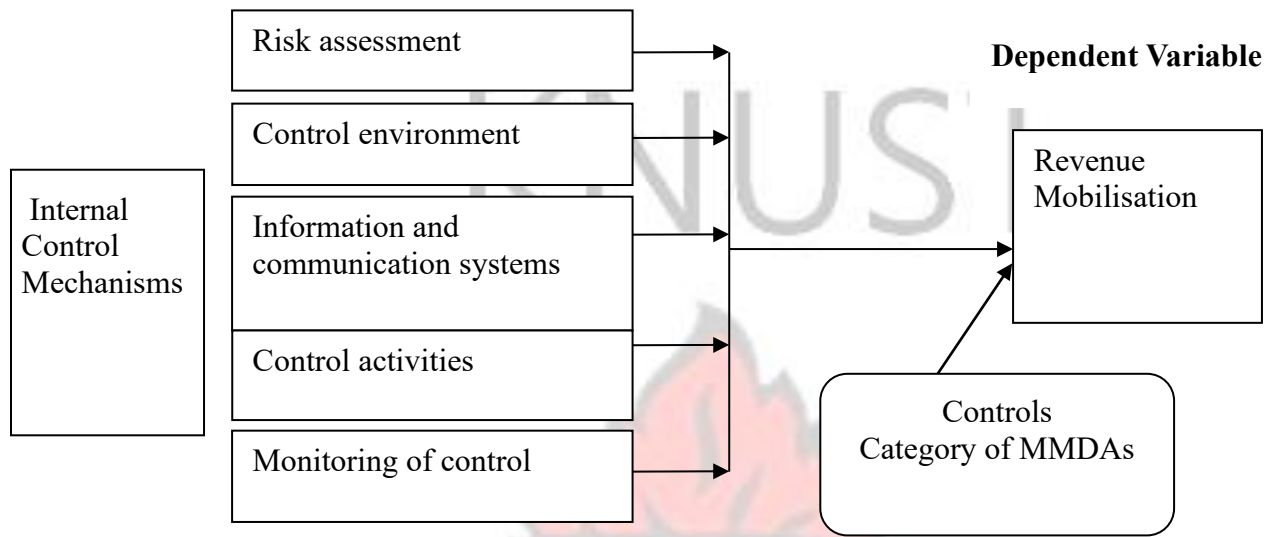 Risk assessment
Dependent Variable
Control environment
Revenue
Mobilisation
Internal
Control
Mechanisms
Information and
communication systems
Control activities
Controls
Category of MMDAs
Monitoring of control
KNUST